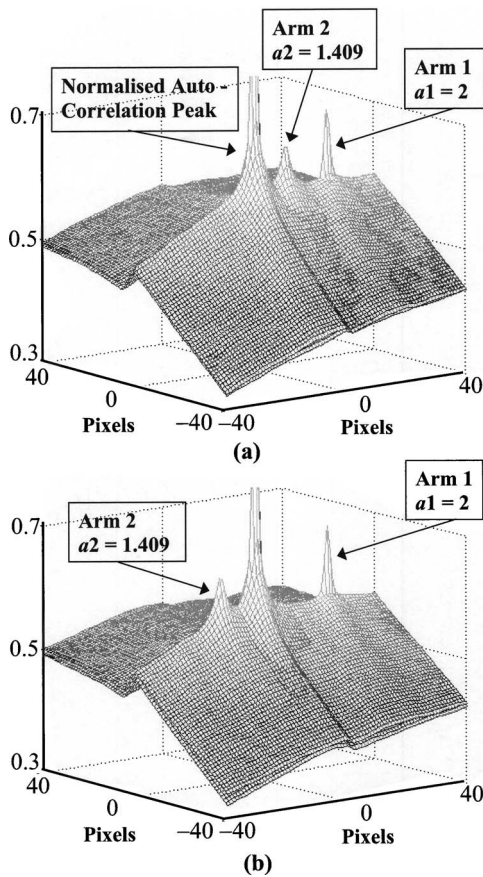 Arm 2
a2 = 1.409
Arm 1
a1 = 2
Normalised Auto -
Correlation Peak
0.7
0.5
0.3
40
0
Pixels
−40
−40
0
Pixels
40
(a)
Arm 2
a2 = 1.409
Arm 1
a1 = 2
0.7
0.5
0.3
40
0
Pixels
−40
−40
0
Pixels
40
(b)